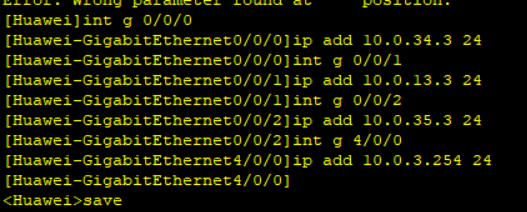 Error: Wrong parameter found at position.
[Huawei]int g 0/0/0
[Huawei-GigabitEthernet0/0/0]ip add 10.0.34.3 24
[Huawei-GigabitEthernet0/0/0]int g 0/0/1
[Huawei-GigabitEthernet0/0/1]ip add 10.0.13.3 24
[Huawei-GigabitEthernet0/0/1]int g 0/0/2
[Huawei-GigabitEthernet0/0/2]ip add 10.0.35.3 24
[Huawei-GigabitEthernet0/0/2]int g 4/0/0
[Huawei-GigabitEthernet4/0/0]ip add 10.0.3.254 24
[Huawei-GigabitEthernet4/0/0]
<Huawei>save